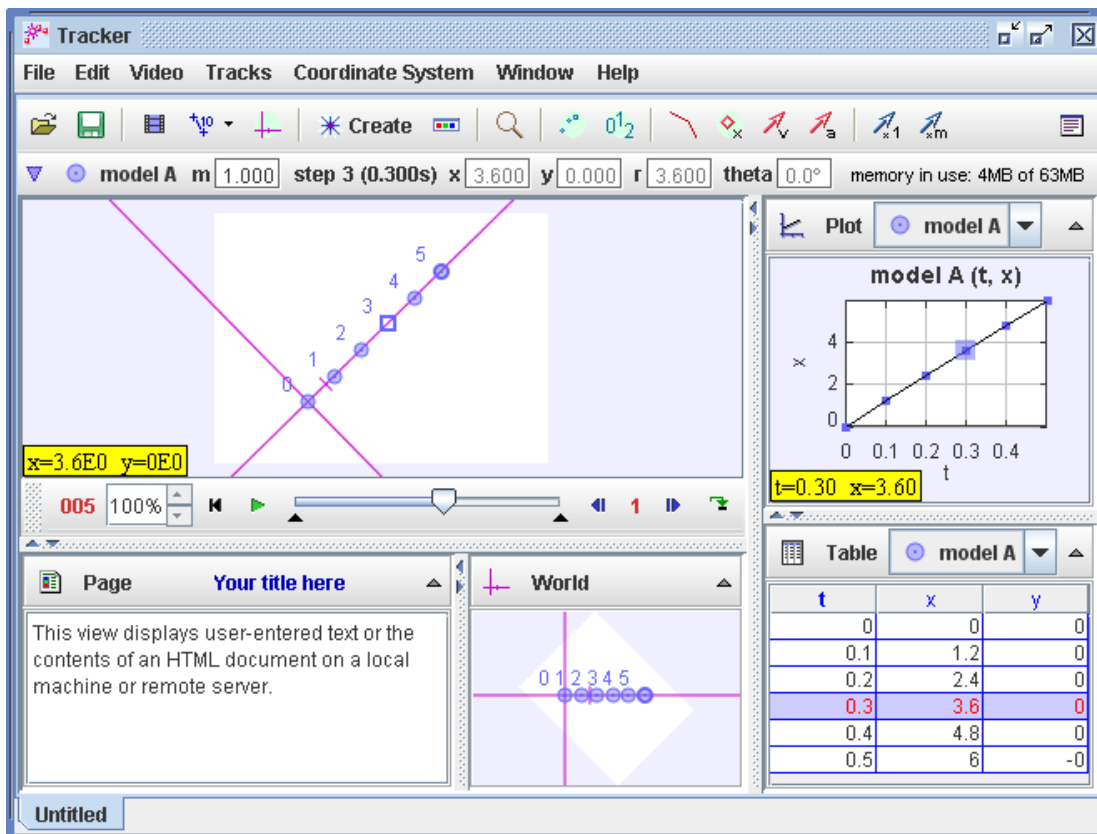 Tracker
File Edit Video Tracks Coordinate System Window Help
10 Create 0 1 2 x v a x1 xm
model A m 1.000 step 3 (0.300s) x 3.600 y 0.000 r 3.600 theta 0.0° memory in use: 4MB of 63MB
5
4
3
2
1
0
x=3.6E0 y=0E0
005 100% 1
Plot model A
model A (t, x)
4
x
2
0
0 0.1 0.2 0.3 0.4
t
t=0.30 x=3.60
Page Your title here
This view displays user-entered text or the
contents of an HTML document on a local
machine or remote server.
World
0 1 2 3 4 5
Table model A
t x y
0 0 0
0.1 1.2 0
0.2 2.4 0
0.3 3.6 0
0.4 4.8 0
0.5 6 -0
Untitled